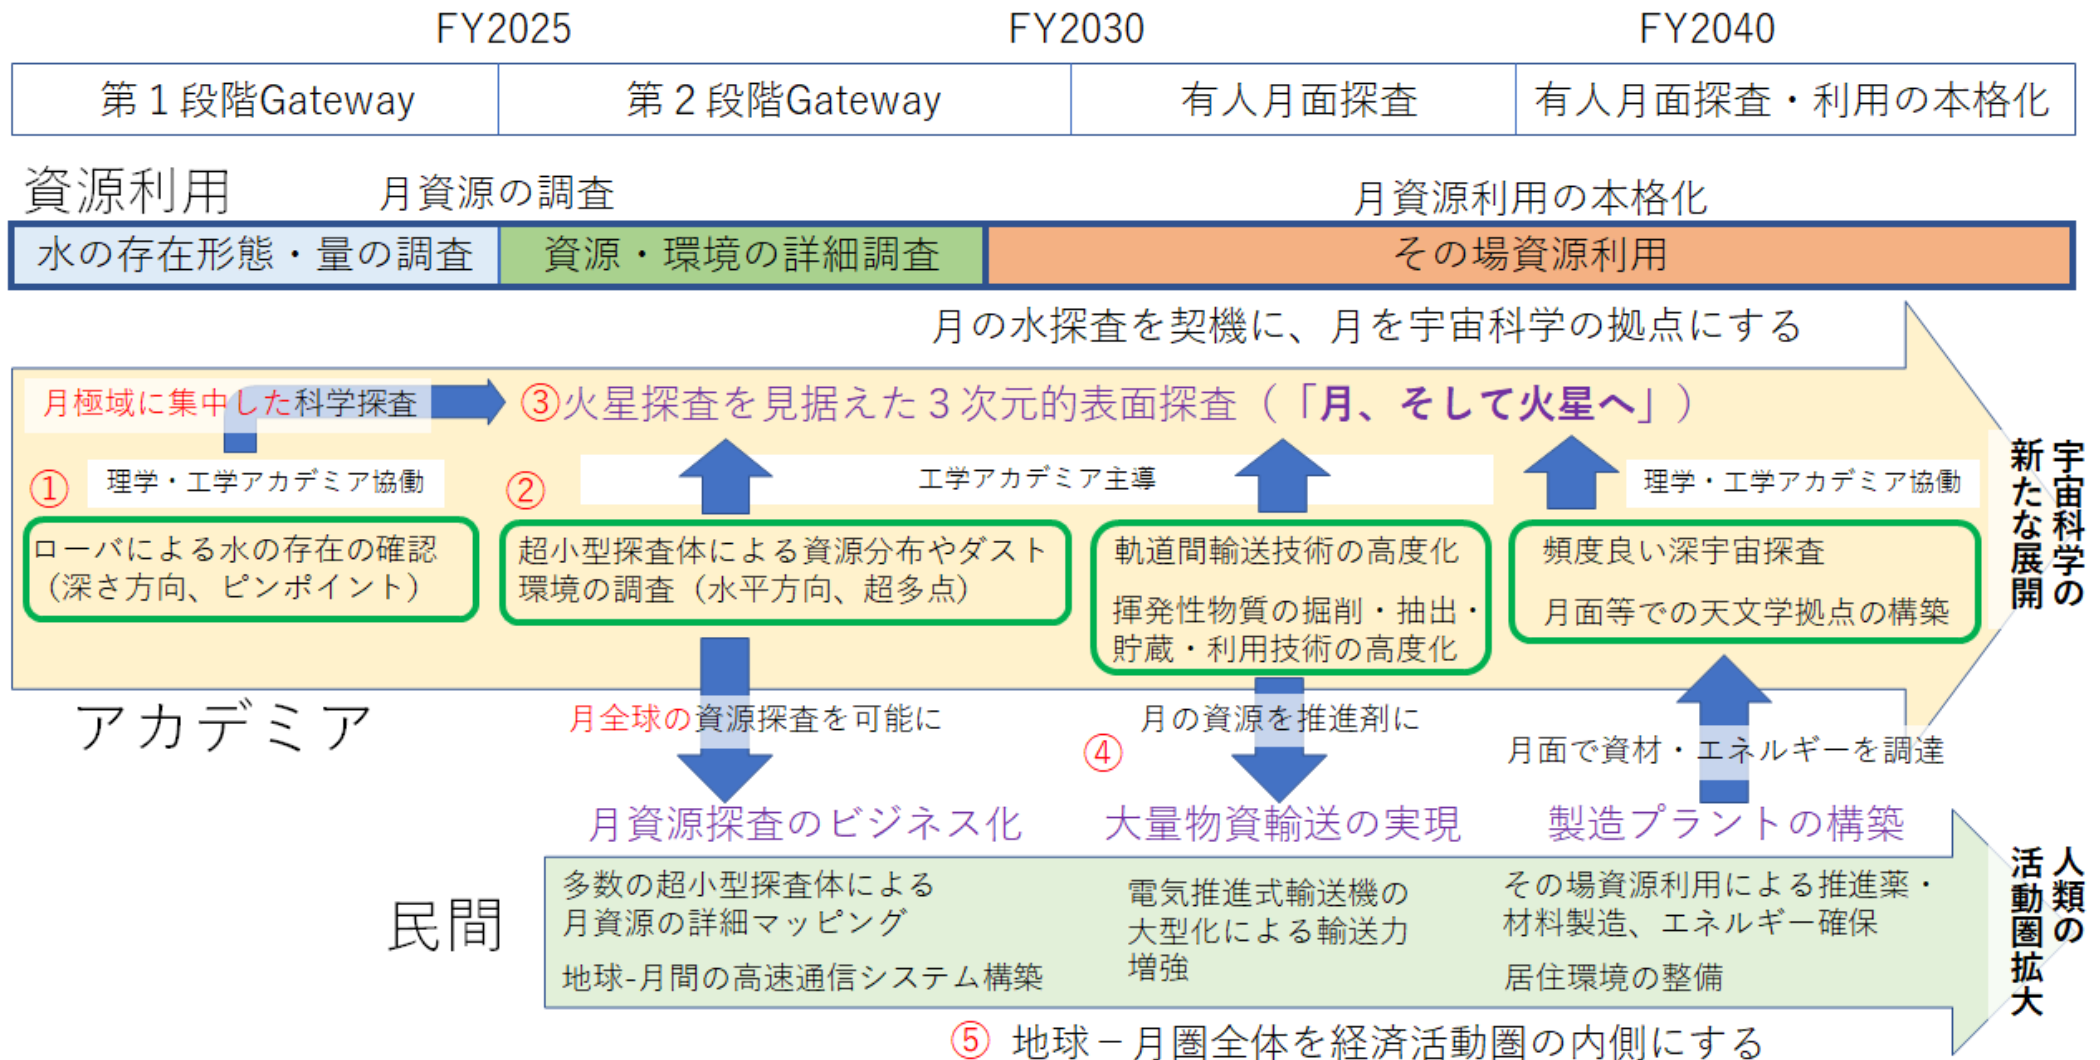 FY2025
FY2030
FY2040
第１段階Gateway
第２段階Gateway
有人月面探査
有人月面探査・利用の本格化
資源利用
月資源の調査
月資源利用の本格化
水の存在形態・量の調査
資源・環境の詳細調査
その場資源利用
月の水探査を契機に、月を宇宙科学の拠点にする
月極域に集中した科学探査
③火星探査を見据えた３次元的表面探査（「月、そして火星へ」）
① 理学・工学アカデミア協働
② 工学アカデミア主導
理学・工学アカデミア協働
ローバによる水の存在の確認
（深さ方向、ピンポイント）
超小型探査体による資源分布やダスト
環境の調査（水平方向、超多点）
軌道間輸送技術の高度化
揮発性物質の掘削・抽出・
貯蔵・利用技術の高度化
頻度良い深宇宙探査
月面等での天文学拠点の構築
宇宙科学の
新たな展開
アカデミア
月全球の資源探査を可能に
④ 月の資源を推進剤に
月面で資材・エネルギーを調達
月資源探査のビジネス化
大量物資輸送の実現
製造プラントの構築
民間
多数の超小型探査体による
月資源の詳細マッピング
地球-月間の高速通信システム構築
電気推進式輸送機の
大型化による輸送力
増強
その場資源利用による推進薬・
材料製造、エネルギー確保
居住環境の整備
人類の
活動圏拡大
⑤ 地球－月圏全体を経済活動圏の内側にする